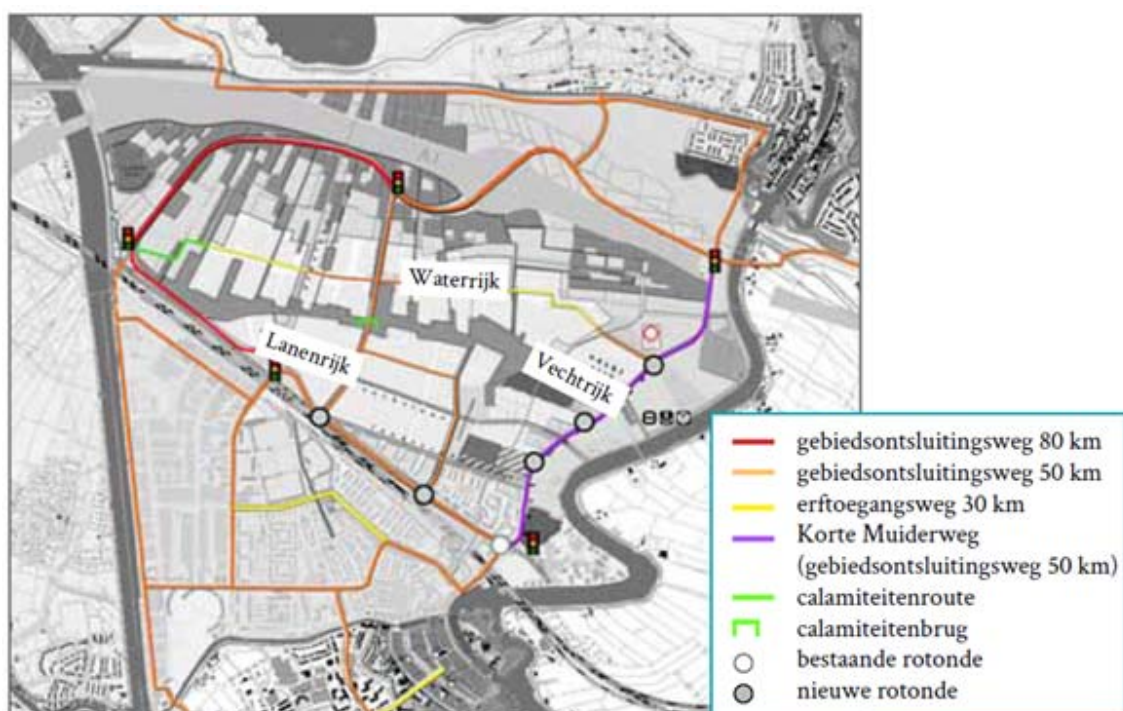 A1
Waterrijk
Lanenrijk
Vechtrijk
gebiedsontsluitingsweg 80 km
gebiedsontsluitingsweg 50 km
erftoegangsweg 30 km
Korte Muiderweg
(gebiedsontsluitingsweg 50 km)
calamiteitenroute
calamiteitenbrug
bestaande rotonde
nieuwe rotonde